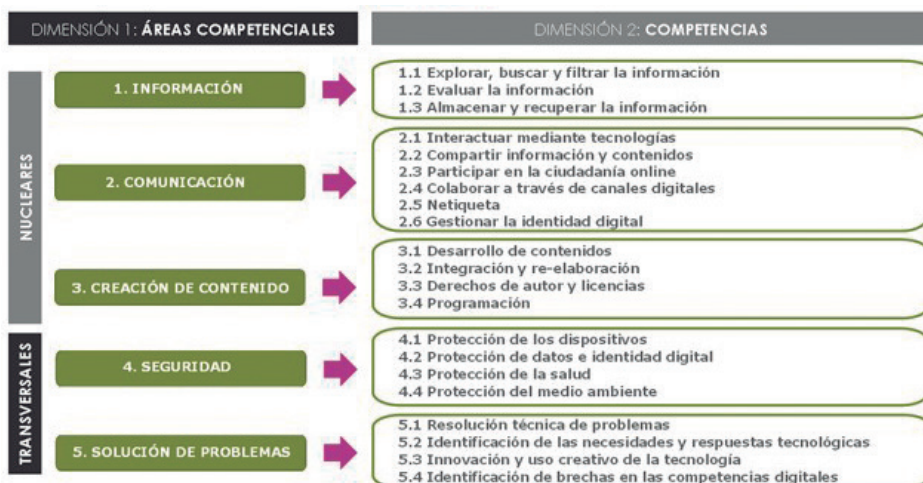 DIMENSIÓN 1: ÁREAS COMPETENCIALES
DIMENSIÓN 2: COMPETENCIAS
NUCLEARES
1. INFORMACIÓN
1.1 Explorar, buscar y filtrar la información
1.2 Evaluar la información
1.3 Almacenar y recuperar la información
2. COMUNICACIÓN
2.1 Interactuar mediante tecnologías
2.2 Compartir información y contenidos
2.3 Participar en la ciudadanía online
2.4 Colaborar a través de canales digitales
2.5 Netiqueta
2.6 Gestionar la identidad digital
3. CREACIÓN DE CONTENIDO
3.1 Desarrollo de contenidos
3.2 Integración y re-elaboración
3.3 Derechos de autor y licencias
3.4 Programación
TRANSVERSALES
4. SEGURIDAD
4.1 Protección de los dispositivos
4.2 Protección de datos e identidad digital
4.3 Protección de la salud
4.4 Protección del medio ambiente
5. SOLUCIÓN DE PROBLEMAS
5.1 Resolución técnica de problemas
5.2 Identificación de las necesidades y respuestas tecnológicas
5.3 Innovación y uso creativo de la tecnología
5.4 Identificación de brechas en las competencias digitales